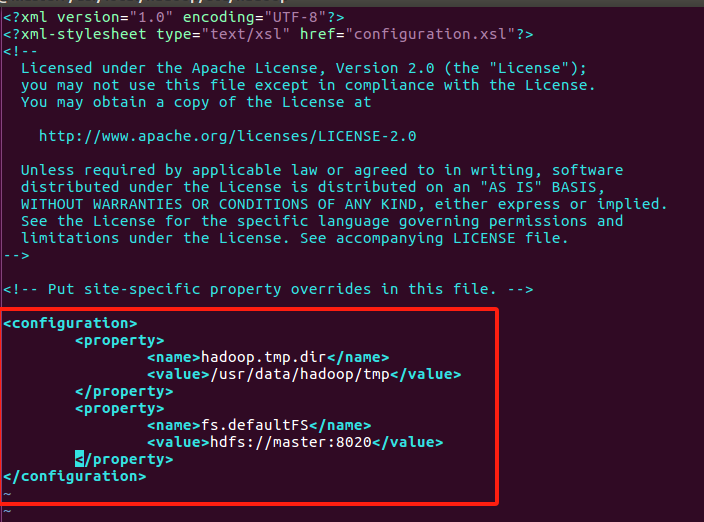 <?xml version="1.0" encoding="UTF-8"?>
<?xml-stylesheet type="text/xsl" href="configuration.xsl"?>
<!--
  Licensed under the Apache License, Version 2.0 (the "License");
  you may not use this file except in compliance with the License.
  You may obtain a copy of the License at

    http://www.apache.org/licenses/LICENSE-2.0

  Unless required by applicable law or agreed to in writing, software
  distributed under the License is distributed on an "AS IS" BASIS,
  WITHOUT WARRANTIES OR CONDITIONS OF ANY KIND, either express or implied.
  See the License for the specific language governing permissions and
  limitations under the License. See accompanying LICENSE file.
-->

<!-- Put site-specific property overrides in this file. -->

<configuration>
        <property>
                <name>hadoop.tmp.dir</name>
                <value>/usr/data/hadoop/tmp</value>
        </property>
        <property>
                <name>fs.defaultFS</name>
                <value>hdfs://master:8020</value>
        </property>
</configuration>
~
~